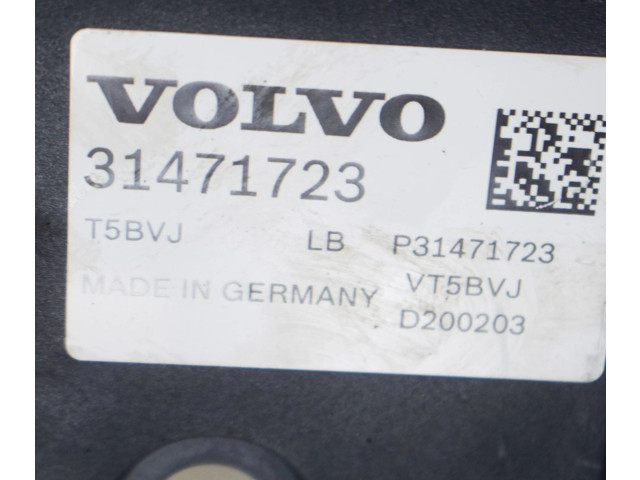 VOLVO
31471723
T5BVJ LB P31471723
MADE IN GERMANY VT5BVJ
D200203